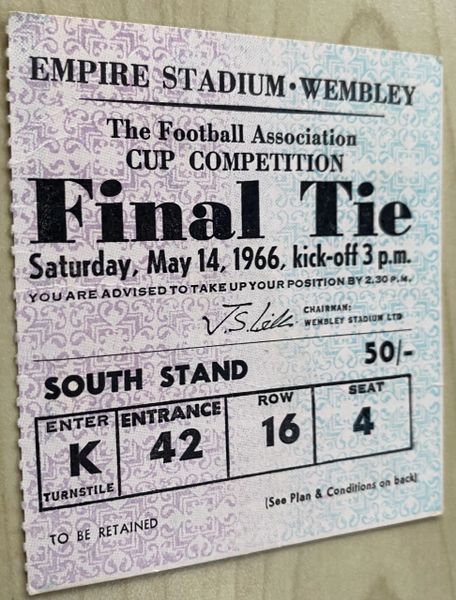 EMPIRE STADIUM • WEMBLEY
The Football Association
CUP COMPETITION
Final Tie
Saturday, May 14, 1966, kick-off 3 p.m.
YOU ARE ADVISED TO TAKE UP YOUR POSITION BY 2.30 P.M.
CHAIRMAN:
WEMBLEY STADIUM LTD
50/-
SOUTH STAND
ENTER
K
TURNSTILE
ENTRANCE
42
ROW
16
SEAT
4
(See Plan & Conditions on back)
TO BE RETAINED